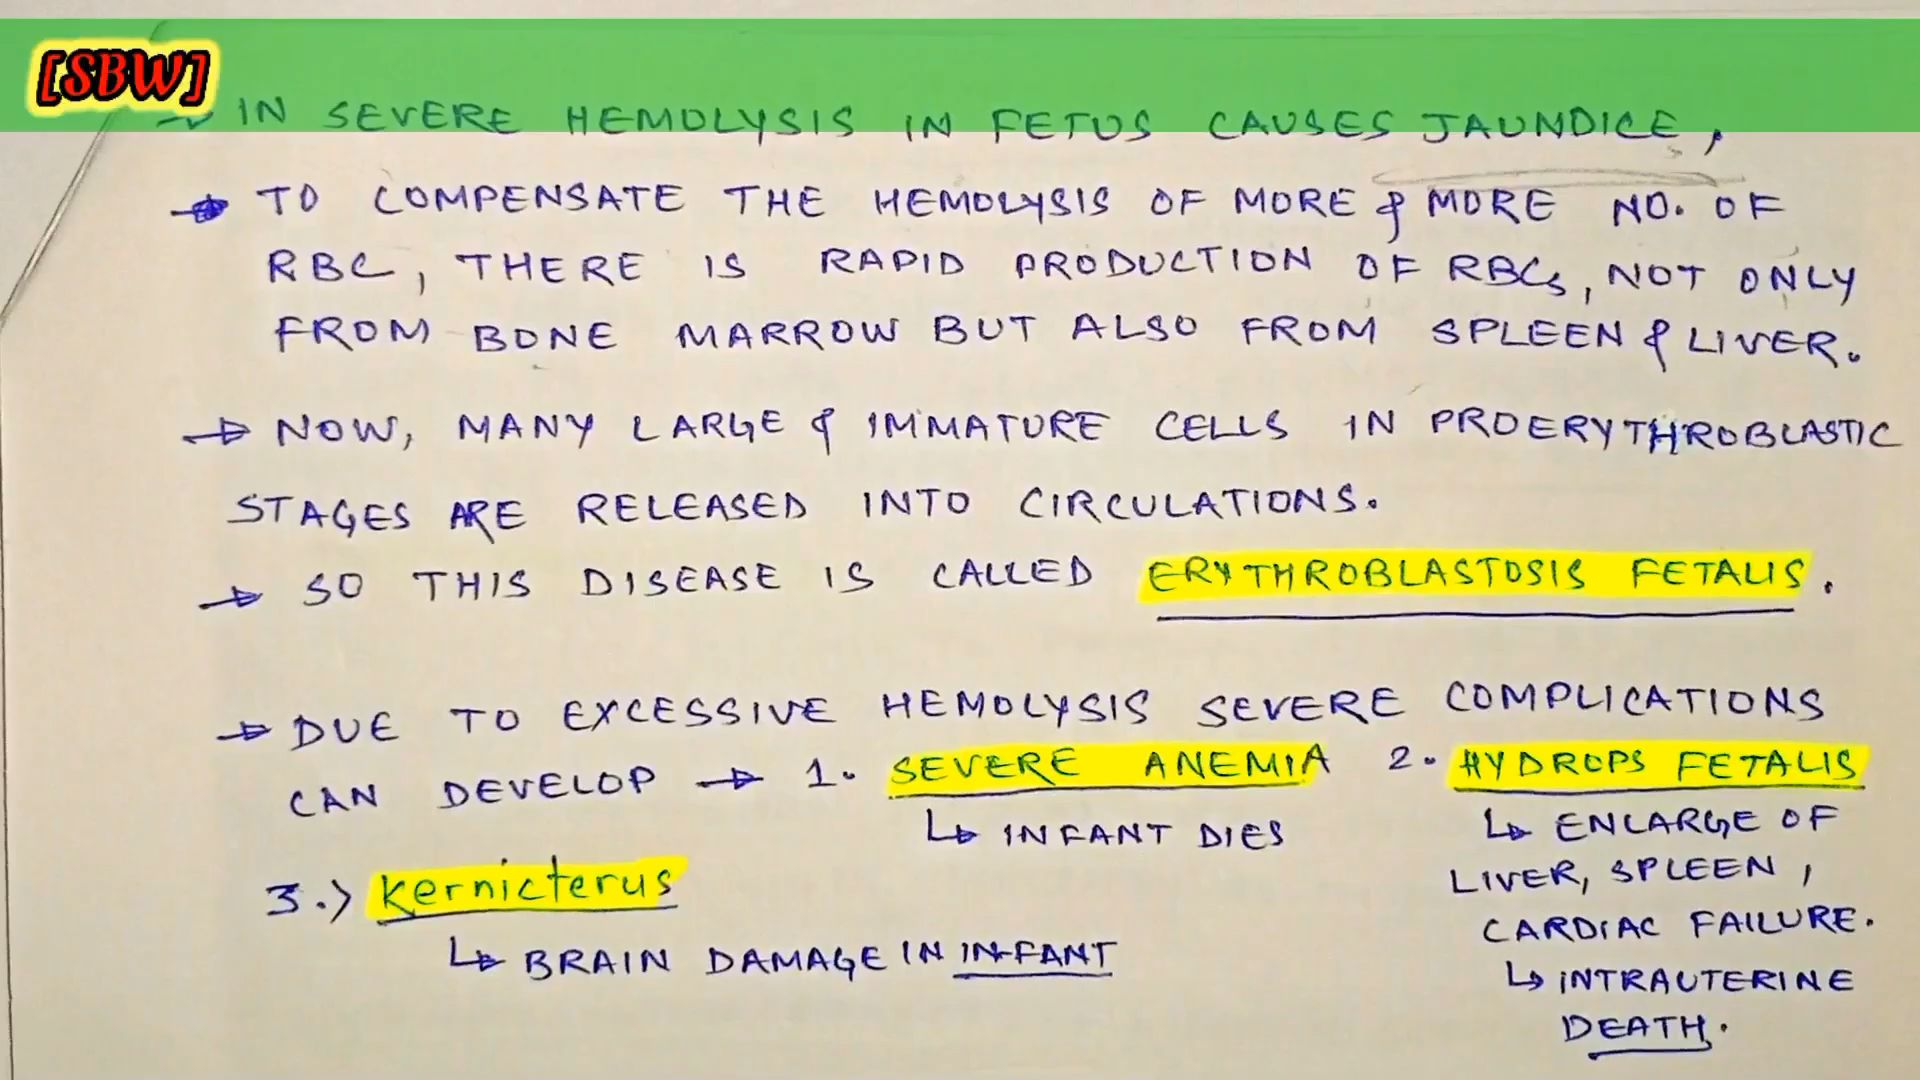 [SBW]
IN SEVERE HEMOLYSIS IN FETUS CAUSES JAUNDICE,
TO COMPENSATE THE HEMOLYSIS OF MORE & MORE NO. OF
RBC, THERE IS RAPID PRODUCTION OF RBCs, NOT ONLY
FROM BONE MARROW BUT ALSO FROM SPLEEN & LIVER.
→ NOW, MANY LARGE & IMMATURE CELLS IN PROERYTHROBLASTIC
STAGES ARE RELEASED INTO CIRCULATIONS.
→ SO THIS DISEASE IS CALLED ERYTHROBLASTOSIS FETALIS.
→ DUE TO EXCESSIVE HEMOLYSIS SEVERE COMPLICATIONS
CAN DEVELOP → 1. SEVERE ANEMIA 2. HYDROPS FETALIS
↳ INFANT DIES
↳ ENLARGE OF
LIVER, SPLEEN,
CARDIAC FAILURE.
↳ INTRAUTERINE
DEATH.
3.) Kernicterus
↳ BRAIN DAMAGE IN INFANT